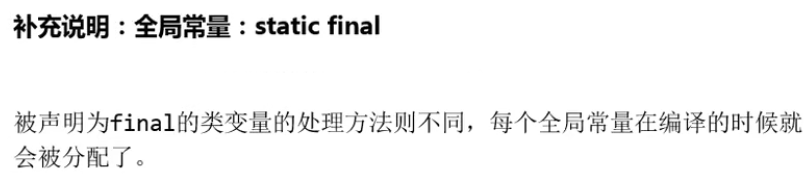 补充说明：全局常量：static final
被声明为final的类变量的处理方法则不同，每个全局常量在编译的时候就
会被分配了。